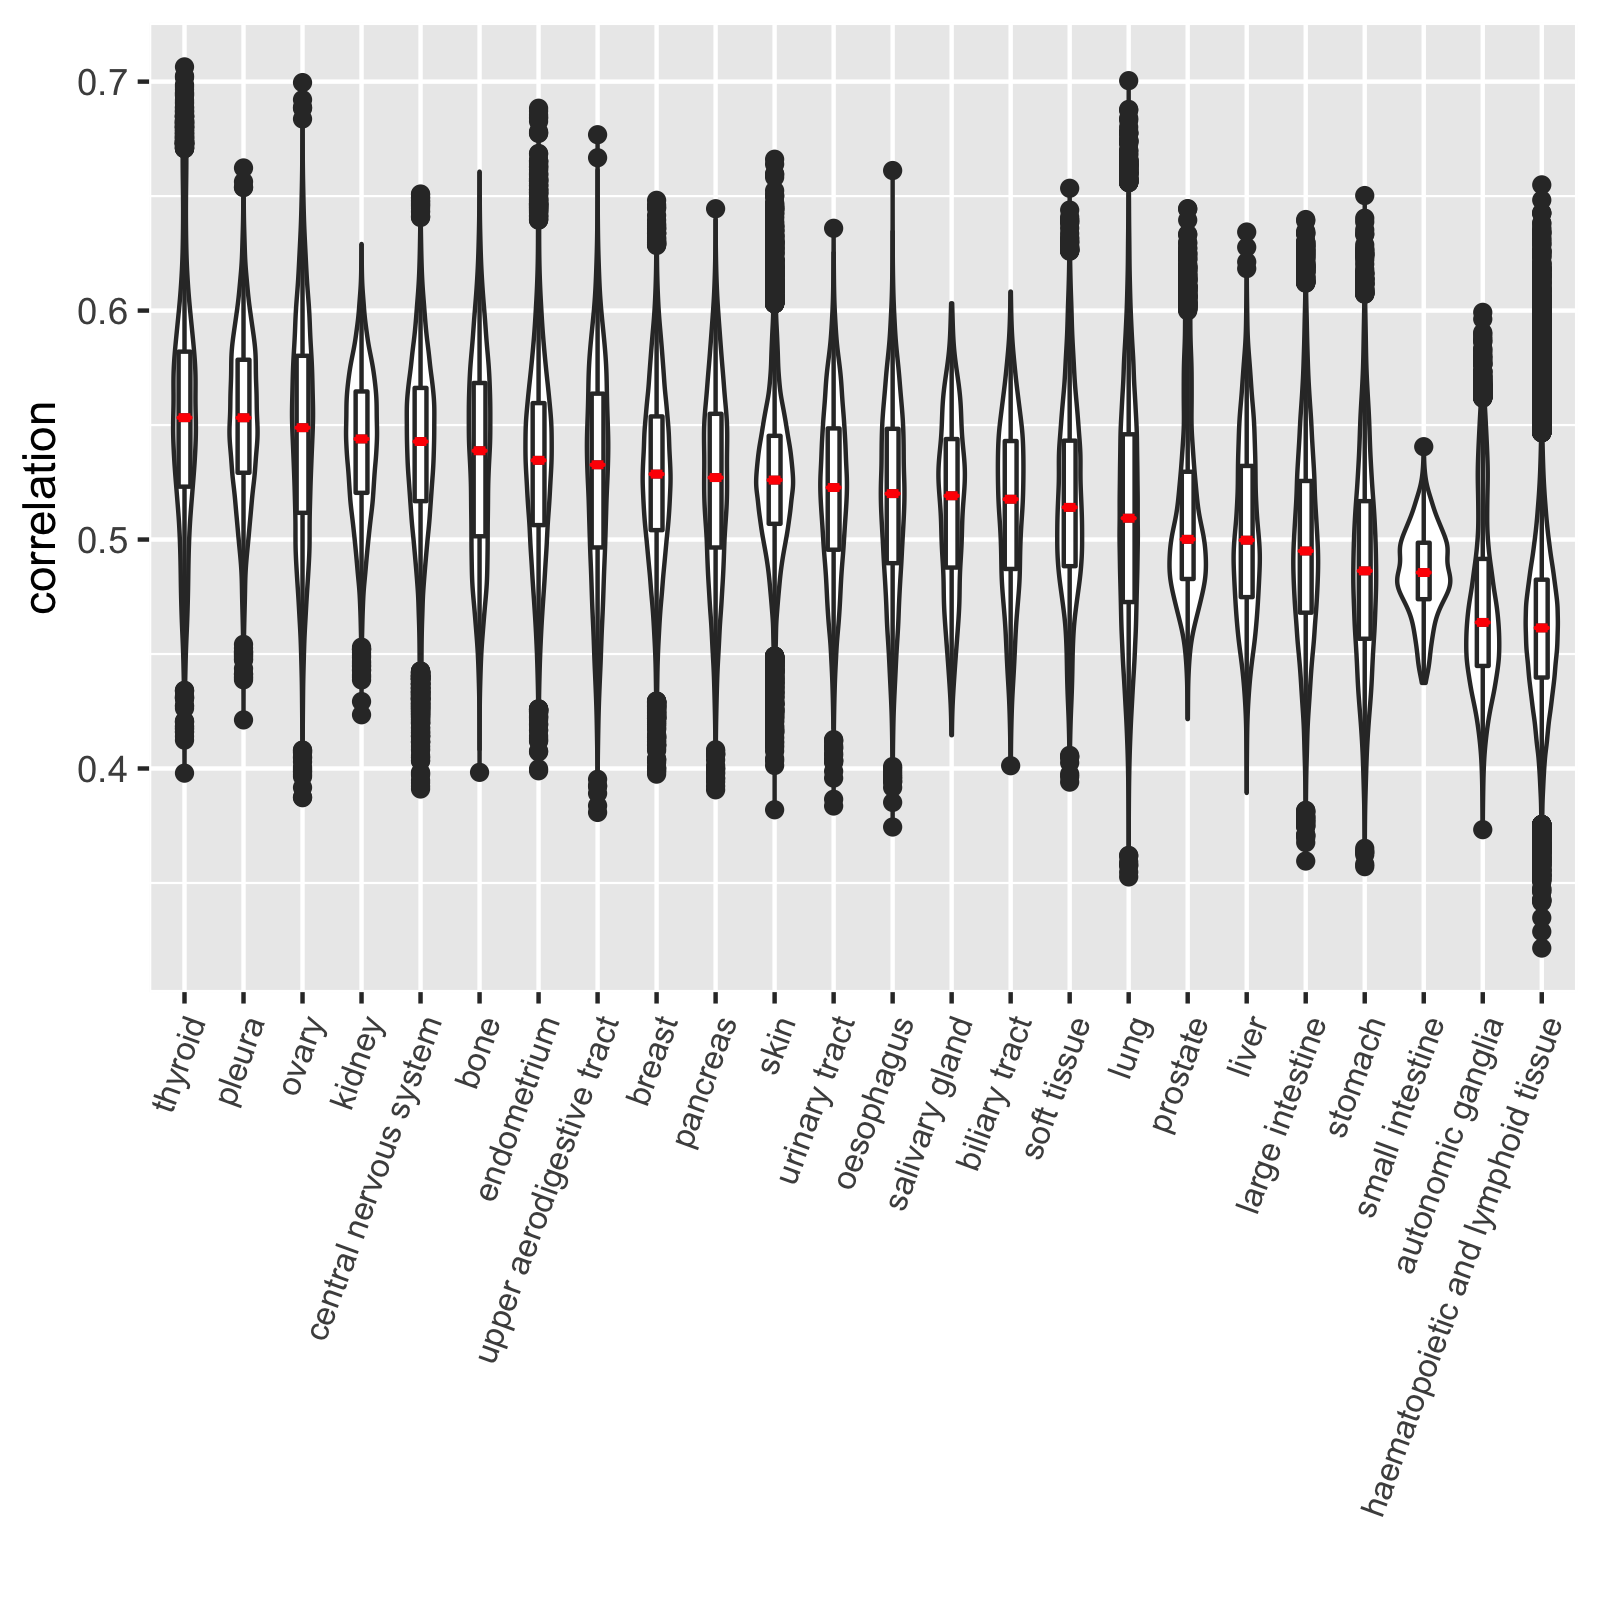 correlation
0.7
0.6
0.5
0.4
thyroid
pleura
ovary
kidney
central nervous system
bone
endometrium
upper aerodigestive tract
breast
pancreas
skin
urinary tract
oesophagus
salivary gland
biliary tract
soft tissue
lung
prostate
liver
large intestine
stomach
small intestine
autonomic ganglia
haematopoietic and lymphoid tissue